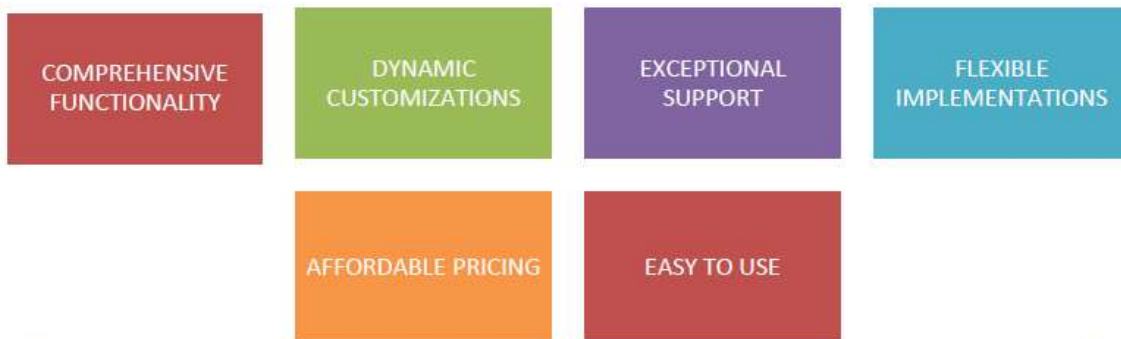 COMPREHENSIVE
FUNCTIONALITY
DYNAMIC
CUSTOMIZATIONS
EXCEPTIONAL
SUPPORT
FLEXIBLE
IMPLEMENTATIONS
AFFORDABLE PRICING
EASY TO USE